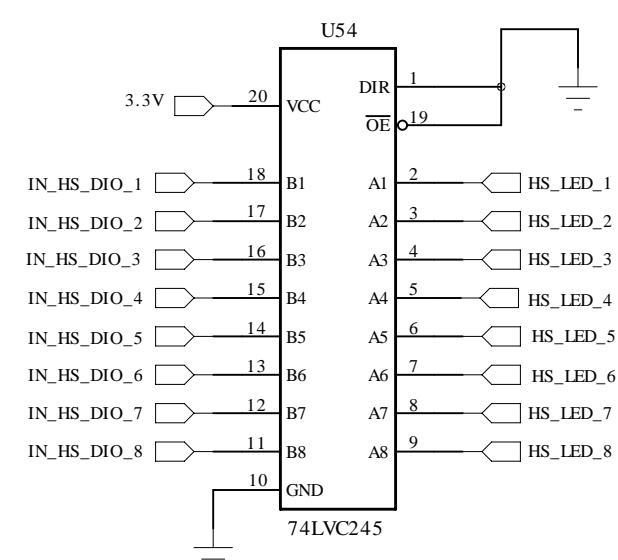 U54
DIR 1
3.3V 20 VCC
OE 19
IN_HS_DIO_1 18 B1 A1 2 HS_LED_1
IN_HS_DIO_2 17 B2 A2 3 HS_LED_2
IN_HS_DIO_3 16 B3 A3 4 HS_LED_3
IN_HS_DIO_4 15 B4 A4 5 HS_LED_4
IN_HS_DIO_5 14 B5 A5 6 HS_LED_5
IN_HS_DIO_6 13 B6 A6 7 HS_LED_6
IN_HS_DIO_7 12 B7 A7 8 HS_LED_7
IN_HS_DIO_8 11 B8 A8 9 HS_LED_8
10 GND
74LVC245